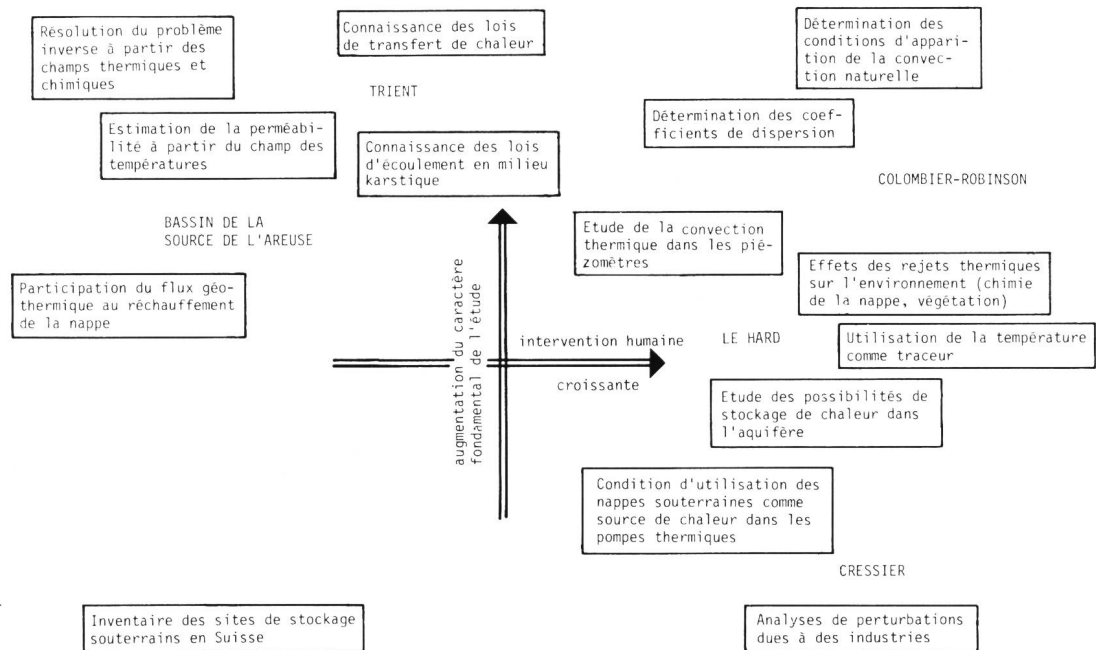 Résolution du problème
inverse à partir des
champs thermiques et
chimiques
Connaissance des lois
de transfert de chaleur
Détermination des
conditions d'appari-
tion de la convec-
tion naturelle
TRIENT
Estimation de la perméabi-
lité à partir du champ des
températures
Connaissance des lois
d'écoulement en milieu
karstique
Détermination des coef-
ficients de dispersion
COLOMBIER-ROBINSON
BASSIN DE LA
SOURCE DE L'AREUSE
Etude de la convection
thermique dans les pié-
zomètres
Participation du flux géo-
thermique au réchauffement
de la nappe
Effets des rejets thermiques
sur l'environnement (chimie
de la nappe, végétation)
augmentation du caractère
fondamental de l'étude
intervention humaine
croissante
LE HARD
Utilisation de la température
comme traceur
Etude des possibilités de
stockage de chaleur dans
l'aquifère
Condition d'utilisation des
nappes souterraines comme
source de chaleur dans les
pompes thermiques
CRESSIER
Inventaire des sites de stockage
souterrains en Suisse
Analyses de perturbations
dues à des industries